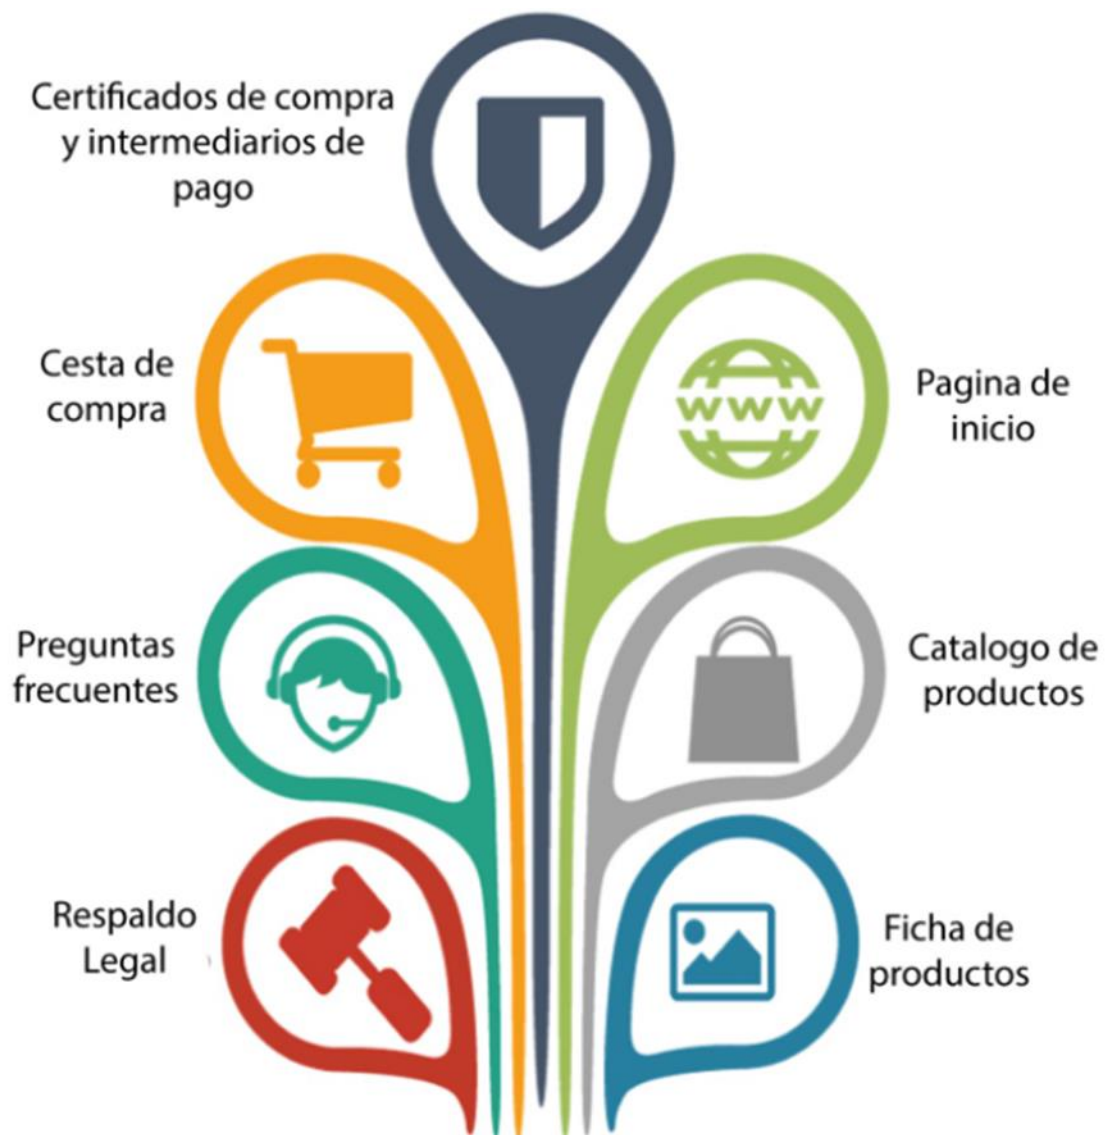 Certificados de compra
y intermediarios de
pago
Cesta de
compra
www
Pagina de
inicio
Preguntas
frecuentes
Catalogo de
productos
Respaldo
Legal
Ficha de
productos